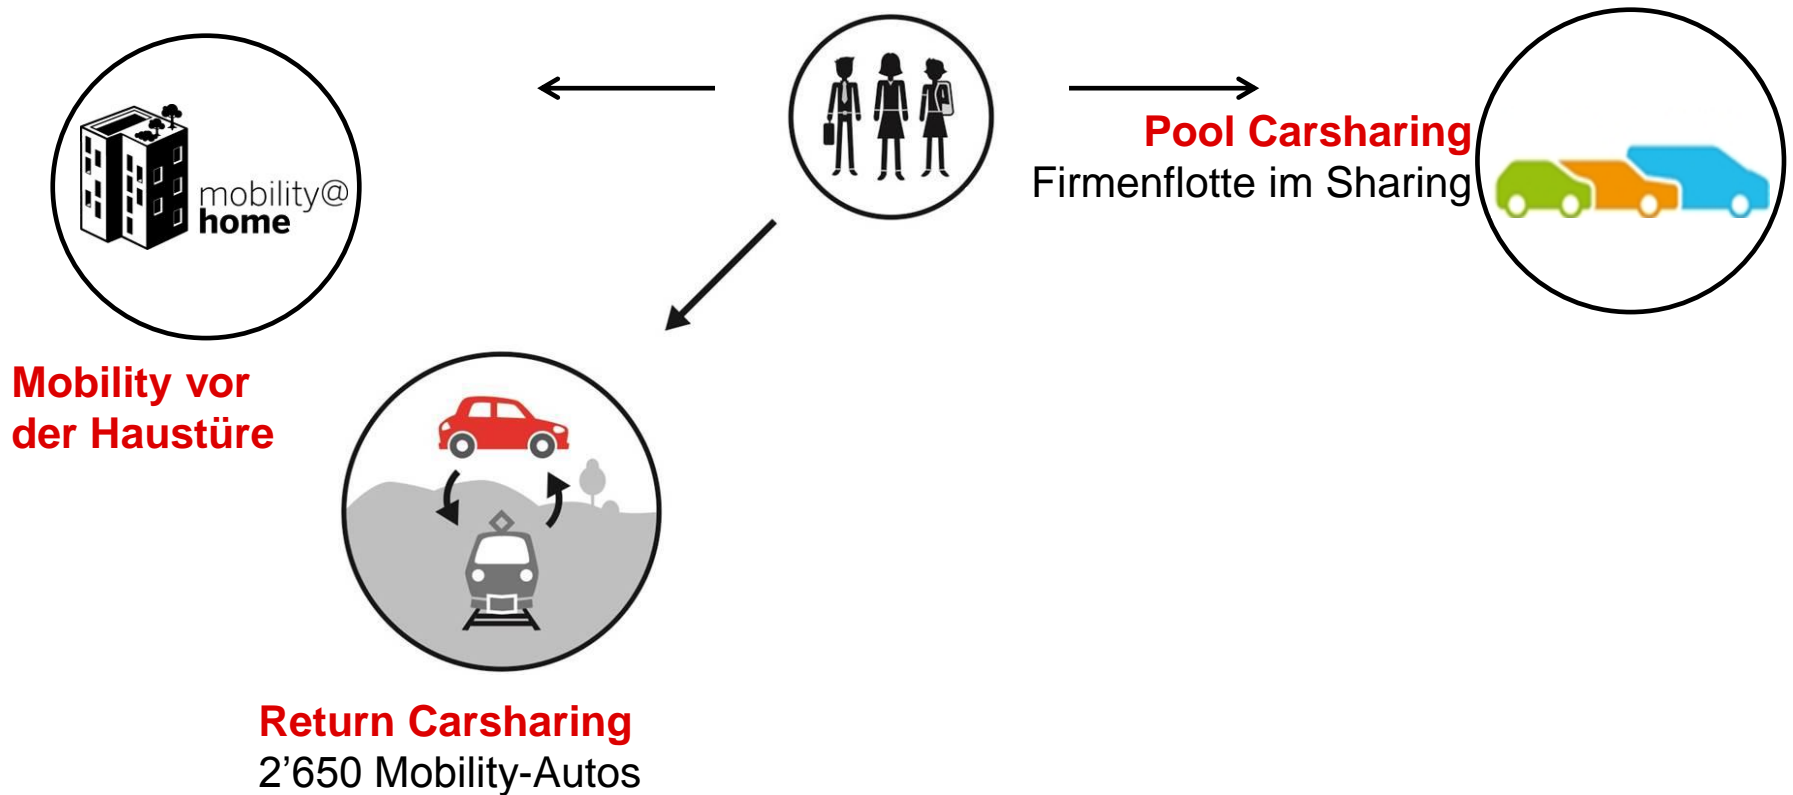 mobility@
home
Mobility vor
der Haustüre
Pool Carsharing
Firmenflotte im Sharing
Return Carsharing
2’650 Mobility-Autos